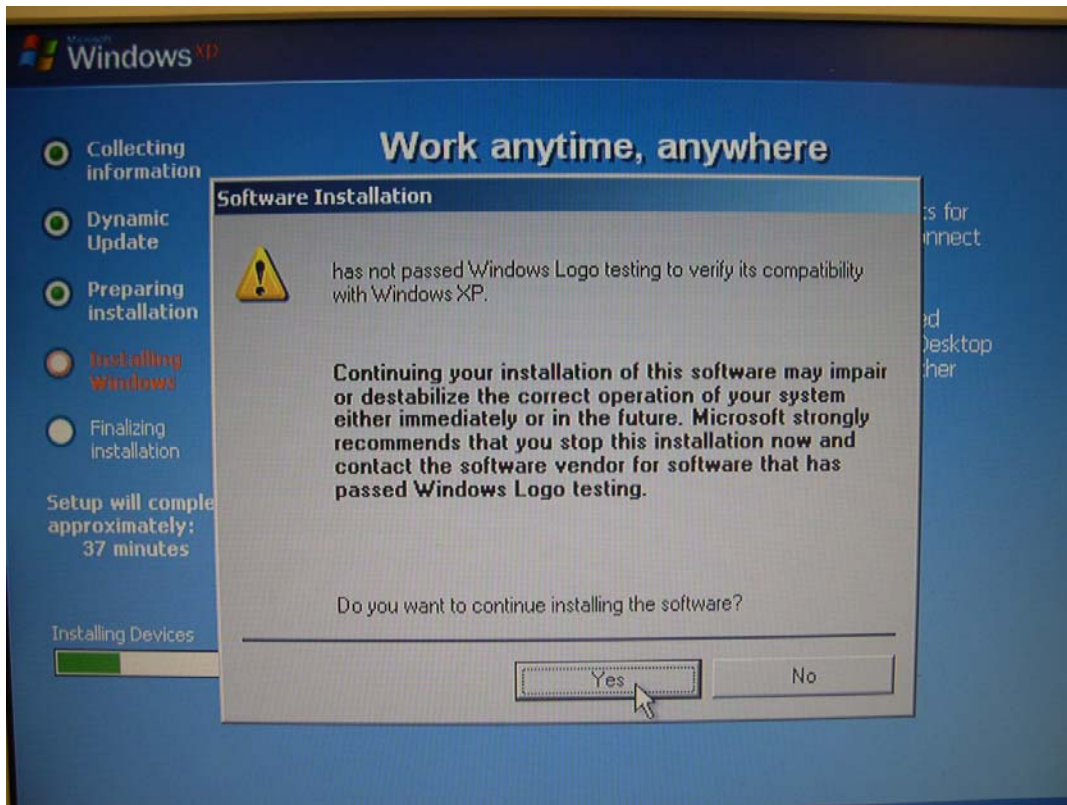 Microsoft
Windows xp
Collecting
information
Dynamic
Update
Preparing
installation
Installing
Windows
Finalizing
installation
Setup will comple
approximately:
37 minutes
Installing Devices
Work anytime, anywhere
s for
nnect
ed
Desktop
her
Software Installation
has not passed Windows Logo testing to verify its compatibility
with Windows XP.
Continuing your installation of this software may impair
or destabilize the correct operation of your system
either immediately or in the future. Microsoft strongly
recommends that you stop this installation now and
contact the software vendor for software that has
passed Windows Logo testing.
Do you want to continue installing the software?
Yes
No